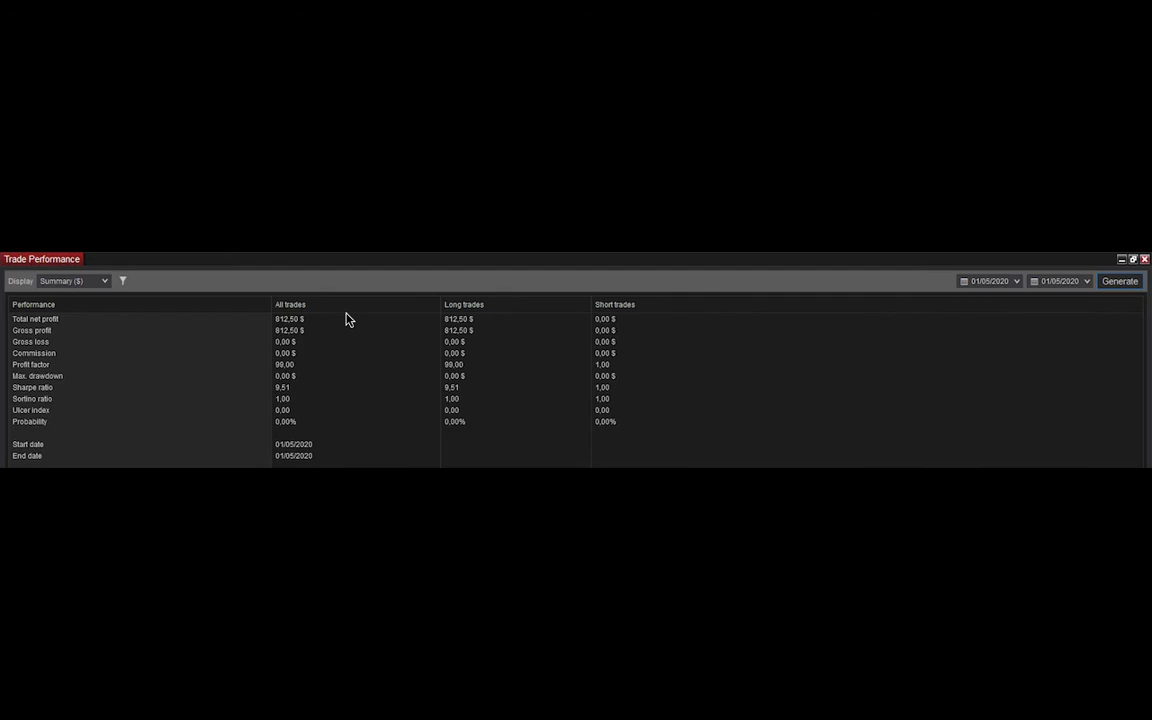 Trade Performance
Display Summary ($) 01/05/2020 01/05/2020 Generate
Performance All trades Long trades Short trades
Total net profit 812,50 $ 812,50 $ 0,00 $
Gross profit 812,50 $ 812,50 $ 0,00 $
Gross loss 0,00 $ 0,00 $ 0,00 $
Commission 0,00 $ 0,00 $ 0,00 $
Profit factor 99,00 99,00 1,00
Max. drawdown 0,00 $ 0,00 $ 0,00 $
Sharpe ratio 9,51 9,51 1,00
Sortino ratio 1,00 1,00 1,00
Ulcer index 0,00 0,00 0,00
Probability 0,00% 0,00% 0,00%
Start date 01/05/2020
End date 01/05/2020